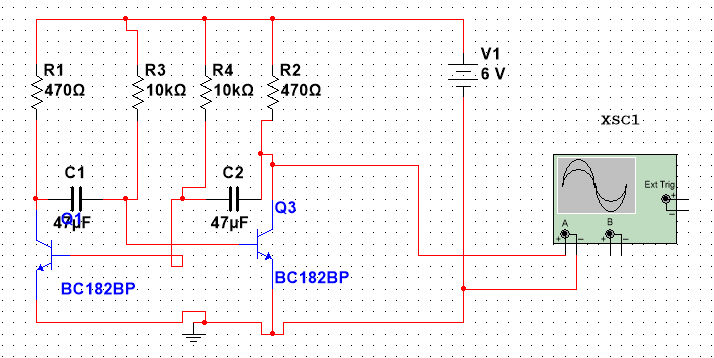 R1
470Ω
R3
10kΩ
R4
10kΩ
R2
470Ω
V1
6 V
XSC1
C1
47µF
C2
47µF
Q1
Q3
BC182BP
BC182BP
Ext Trig
+
−
A
B
+
−
+
−